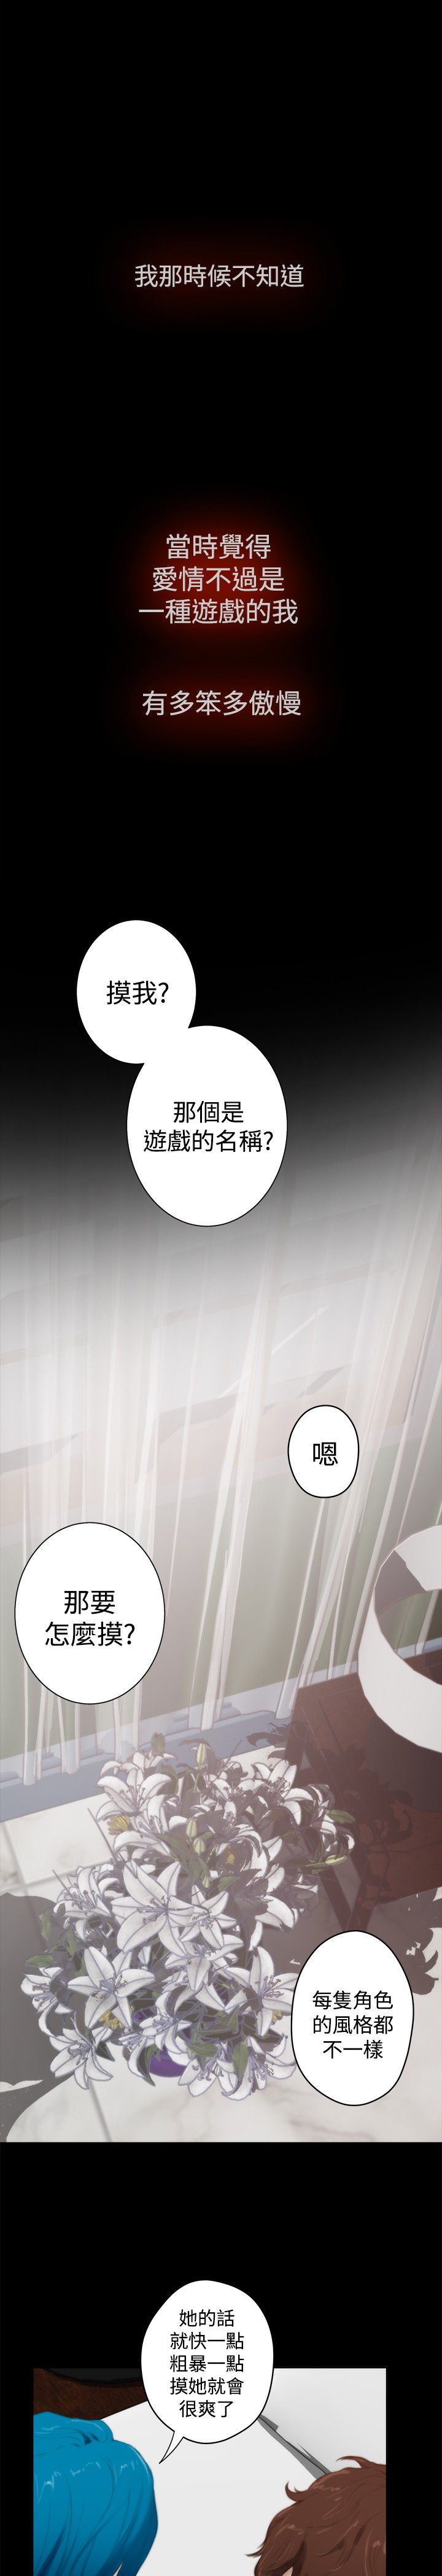 我那時候不知道
當時覺得
愛情不過是
一種遊戲的我
有多笨多傲慢
摸我?
那個是
遊戲的名稱?
嗯
那要
怎麼摸?
每隻角色
的風格都
不一樣
她的話
就快一點
粗暴一點
摸她就會
很爽了